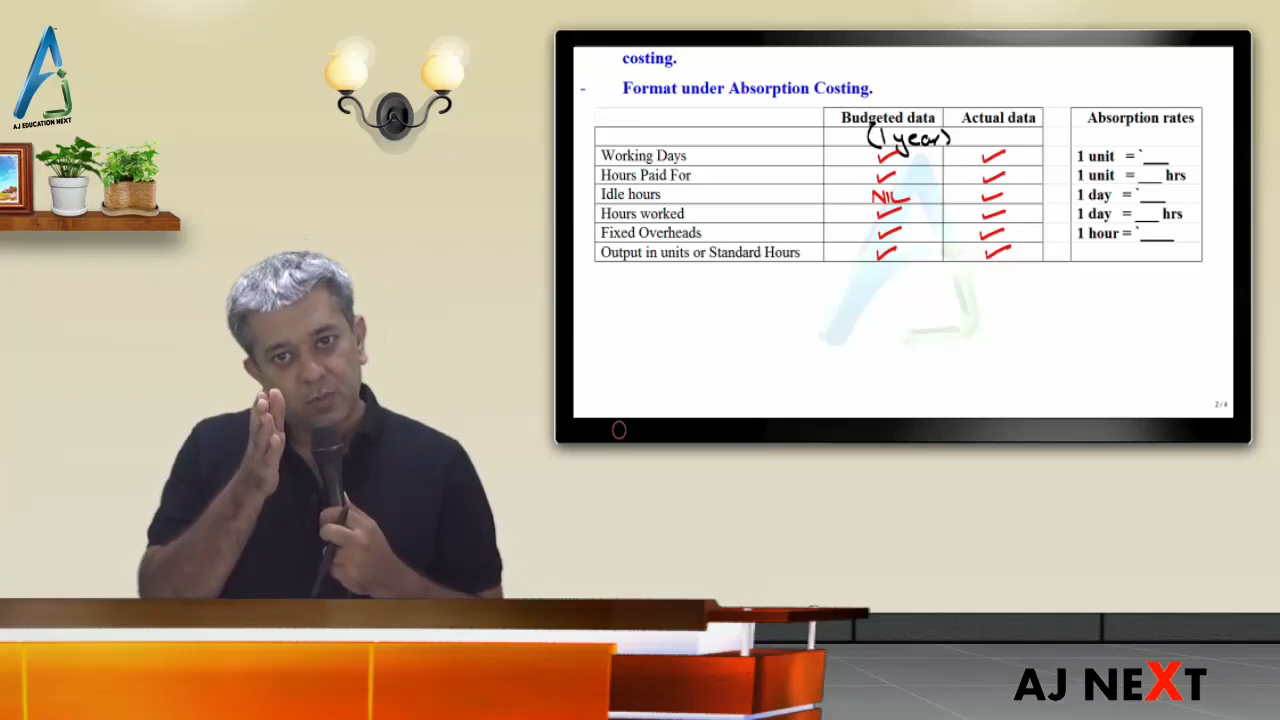 AJ EDUCATION NEXT
costing.
- Format under Absorption Costing.
Budgeted data Actual data Absorption rates
(1 year)
Working Days ✓ ✓ 1 unit = `___
Hours Paid For ✓ ✓ 1 unit = ___ hrs
Idle hours NIL ✓ 1 day = `___
Hours worked ✓ ✓ 1 day = ___ hrs
Fixed Overheads ✓ ✓ 1 hour = `____
Output in units or Standard Hours ✓ ✓
2/4
AJ NEXT